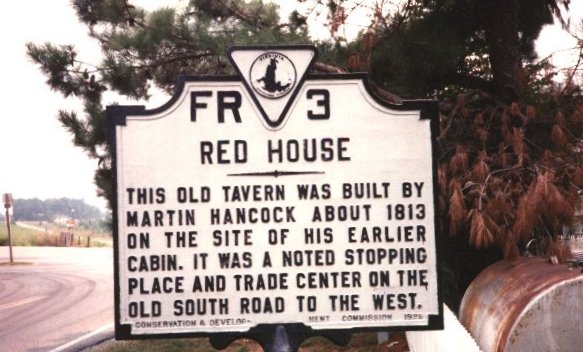 VIRGINIA
FR 3
RED HOUSE
THIS OLD TAVERN WAS BUILT BY
MARTIN HANCOCK ABOUT 1813
ON THE SITE OF HIS EARLIER
CABIN. IT WAS A NOTED STOPPING
PLACE AND TRADE CENTER ON THE
OLD SOUTH ROAD TO THE WEST.
CONSERVATION & DEVELOP MENT COMMISSION 1928